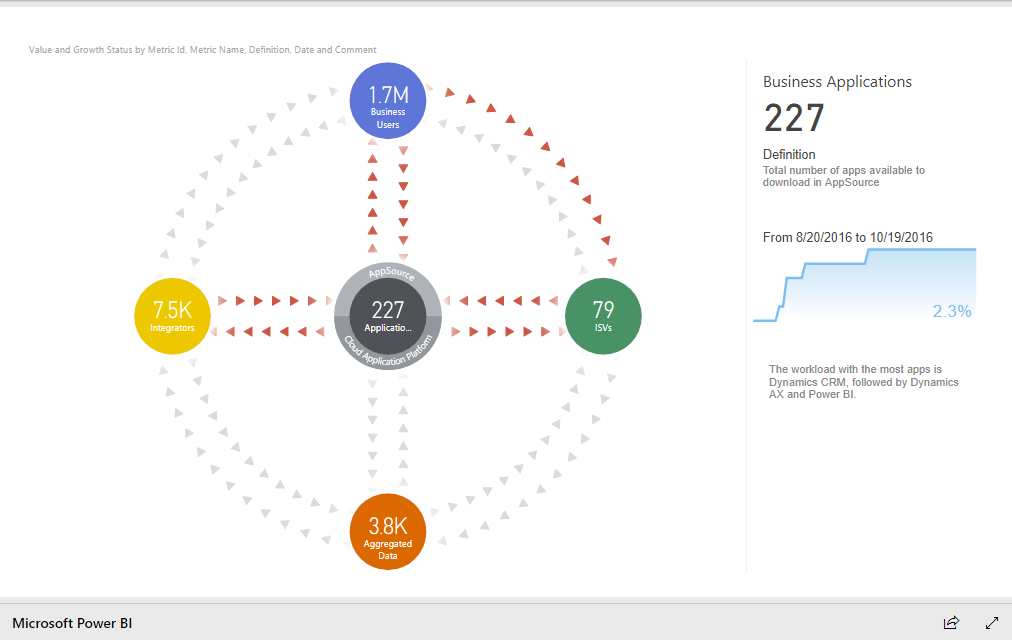 Value and Growth Status by Metric Id, Metric Name, Definition, Date and Comment
1.7M
Business
Users
7.5K
Integrators
AppSource
227
Applicatio...
Cloud Application Platform
79
ISVs
3.8K
Aggregated
Data
Business Applications
227
Definition
Total number of apps available to
download in AppSource
From 8/20/2016 to 10/19/2016
2.3%
The workload with the most apps is
Dynamics CRM, followed by Dynamics
AX and Power BI.
Microsoft Power BI